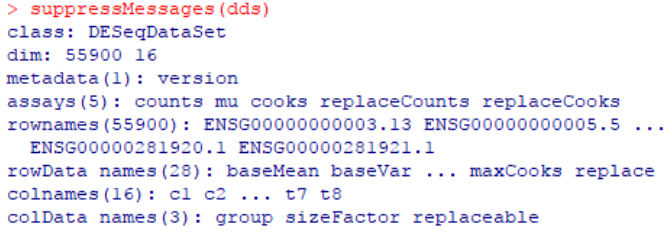 > suppressMessages(dds)
class: DESeqDataSet
dim: 55900 16
metadata(1): version
assays(5): counts mu cooks replaceCounts replaceCooks
rownames(55900): ENSG00000000003.13 ENSG00000000005.5 ...
  ENSG00000281920.1 ENSG00000281921.1
rowData names(28): baseMean baseVar ... maxCooks replace
colnames(16): c1 c2 ... t7 t8
colData names(3): group sizeFactor replaceable